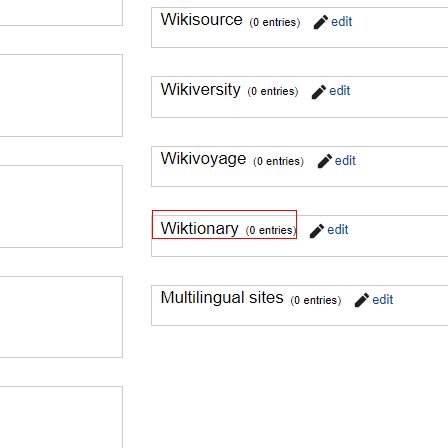 Wikisource (0 entries) edit
Wikiversity (0 entries) edit
Wikivoyage (0 entries) edit
Wiktionary (0 entries) edit
Multilingual sites (0 entries) edit